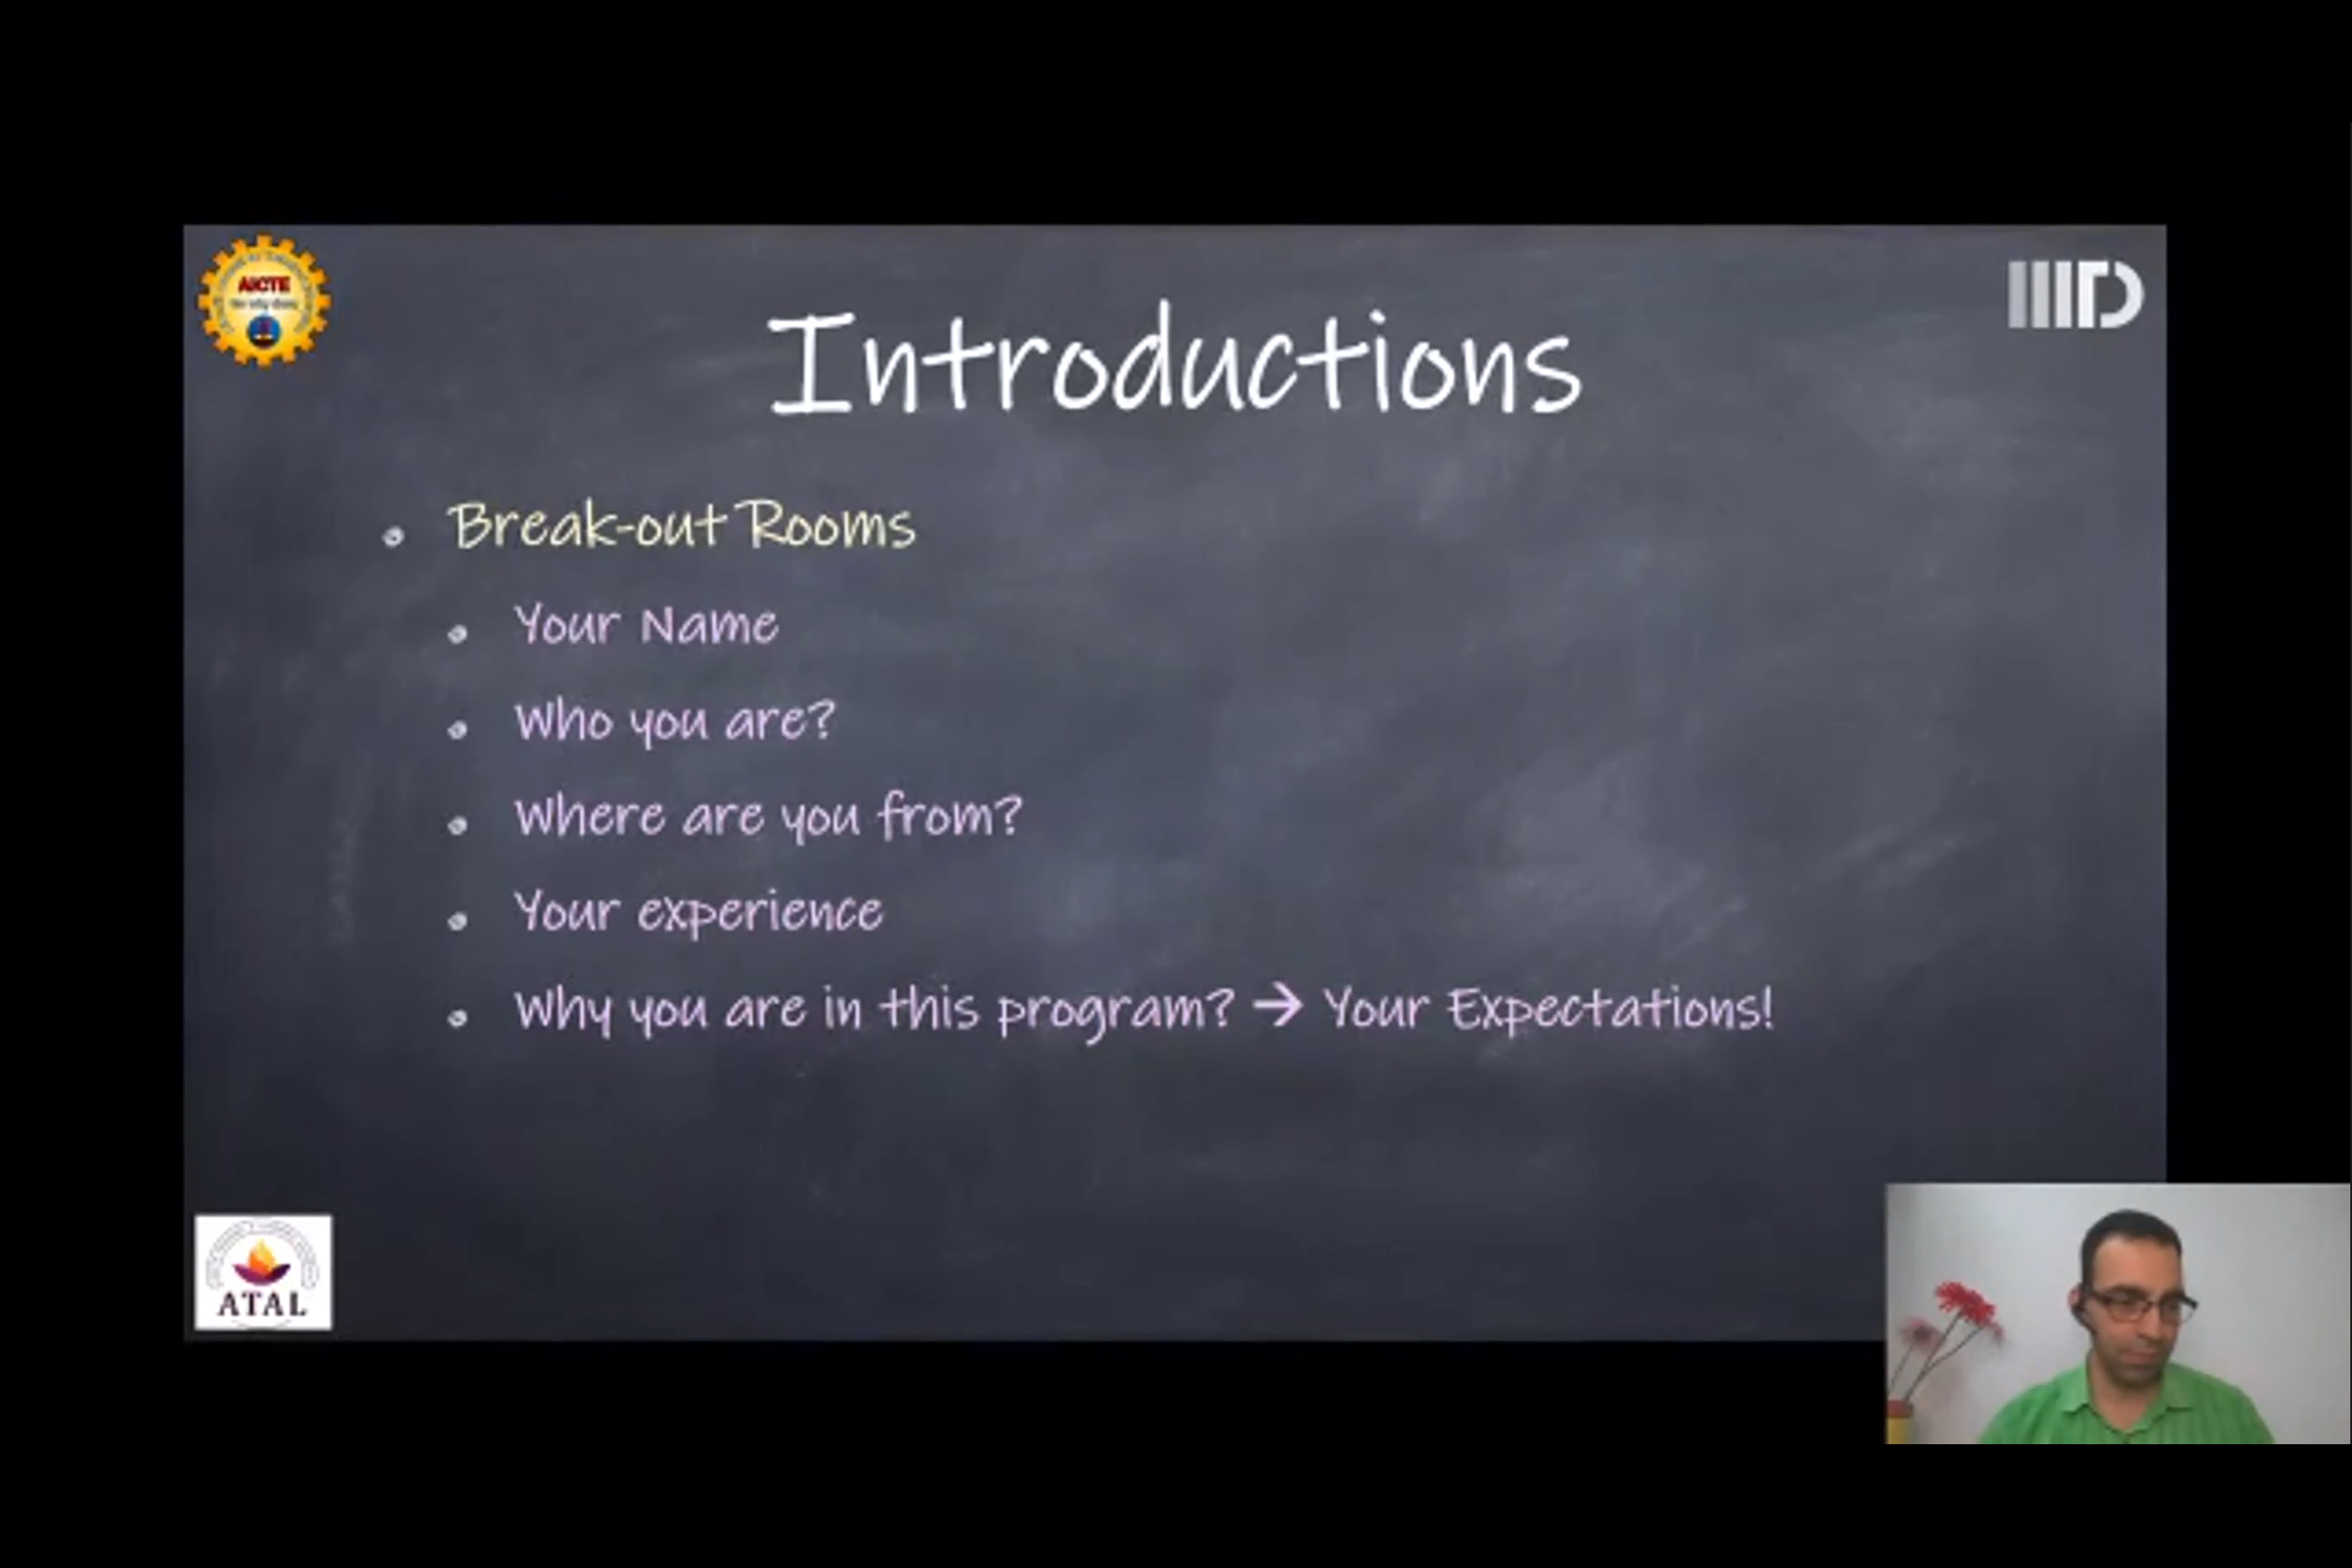 AICTE
IIITD
Introductions
Break-out Rooms
Your Name
Who you are?
Where are you from?
Your experience
Why you are in this program? → Your Expectations!
ATAL